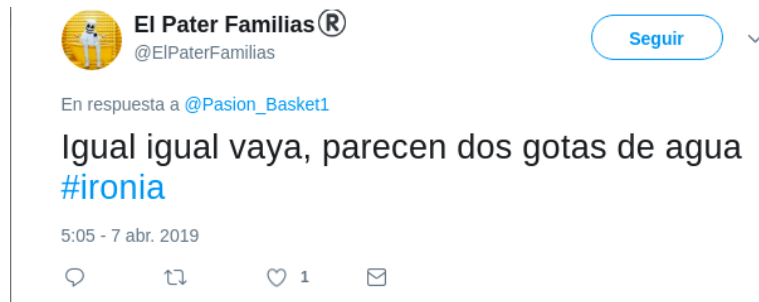 El Pater Familias®
@ElPaterFamilias
Seguir
En respuesta a @Pasion_Basket1
Igual igual vaya, parecen dos gotas de agua
#ironia
5:05 - 7 abr. 2019
1